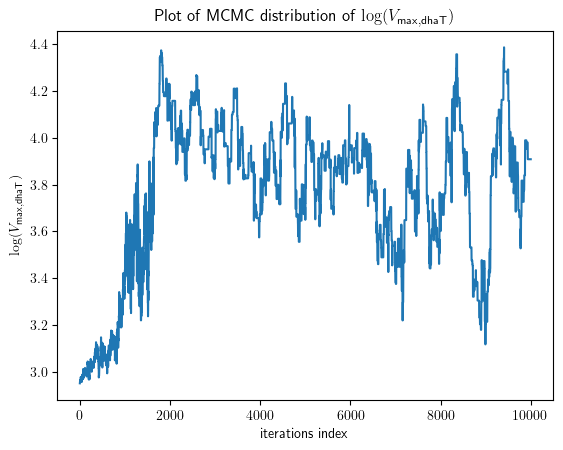 Plot of MCMC distribution of log(V_max,dhaT)
log(V_max,dhaT)
4.4
4.2
4.0
3.8
3.6
3.4
3.2
3.0
0 2000 4000 6000 8000 10000
iterations index